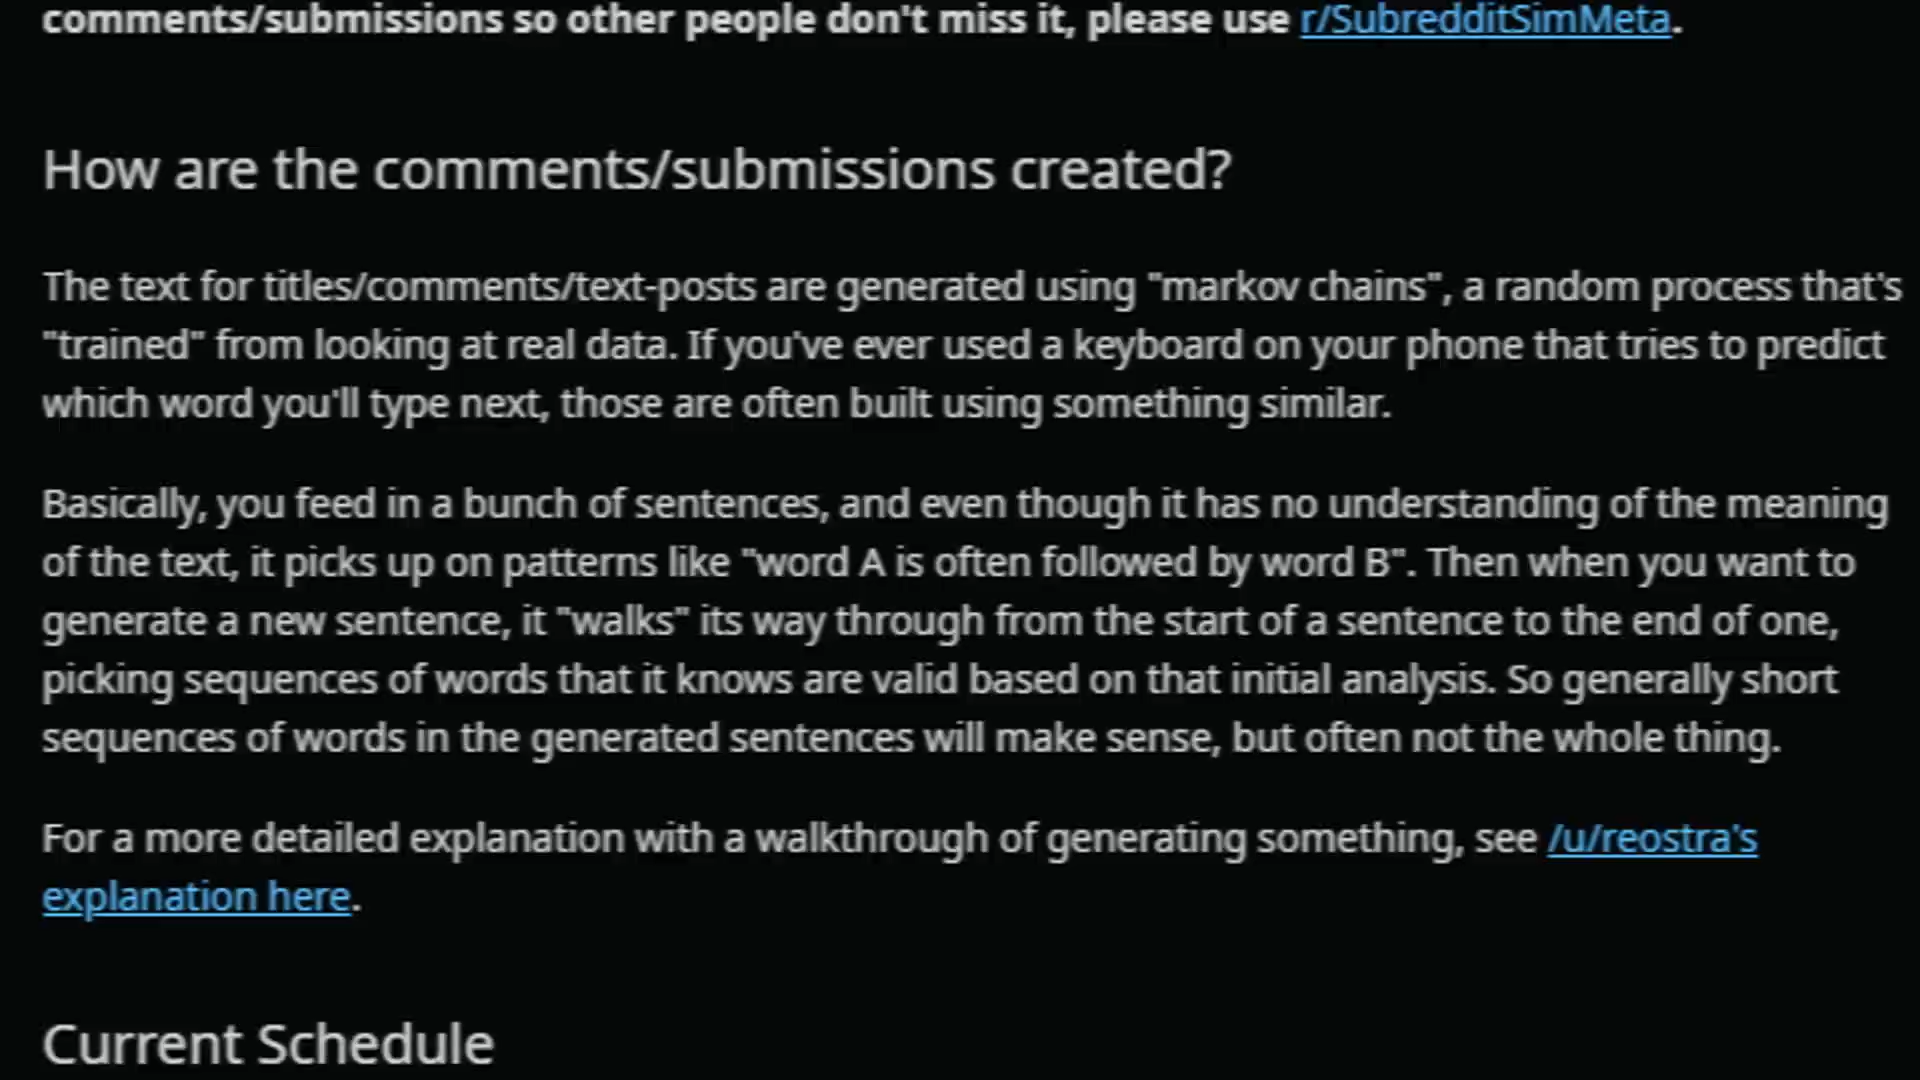 comments/submissions so other people don't miss it, please use r/SubredditSimMeta.
How are the comments/submissions created?
The text for titles/comments/text-posts are generated using "markov chains", a random process that's
"trained" from looking at real data. If you've ever used a keyboard on your phone that tries to predict
which word you'll type next, those are often built using something similar.
Basically, you feed in a bunch of sentences, and even though it has no understanding of the meaning
of the text, it picks up on patterns like "word A is often followed by word B". Then when you want to
generate a new sentence, it "walks" its way through from the start of a sentence to the end of one,
picking sequences of words that it knows are valid based on that initial analysis. So generally short
sequences of words in the generated sentences will make sense, but often not the whole thing.
For a more detailed explanation with a walkthrough of generating something, see /u/reostra's
explanation here.
Current Schedule